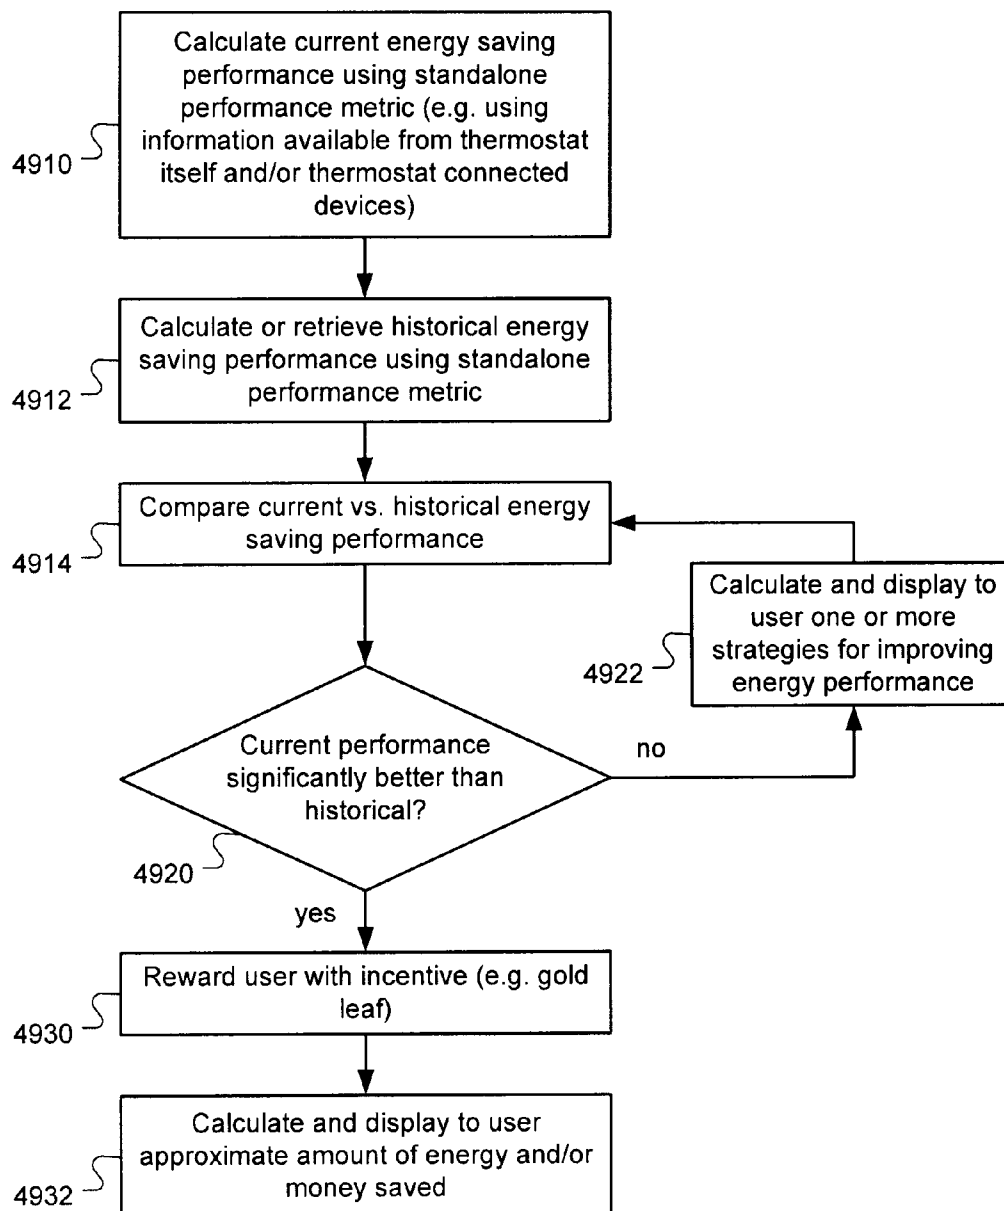 Calculate current energy saving
performance using standalone
performance metric (e.g. using
information available from thermostat
itself and/or thermostat connected
devices)
4910
Calculate or retrieve historical energy
saving performance using standalone
performance metric
4912
Compare current vs. historical energy
saving performance
4914
Calculate and display to
user one or more
strategies for improving
energy performance
4922
Current performance
significantly better than
historical?
4920
no
yes
Reward user with incentive (e.g. gold
leaf)
4930
Calculate and display to user
approximate amount of energy and/or
money saved
4932